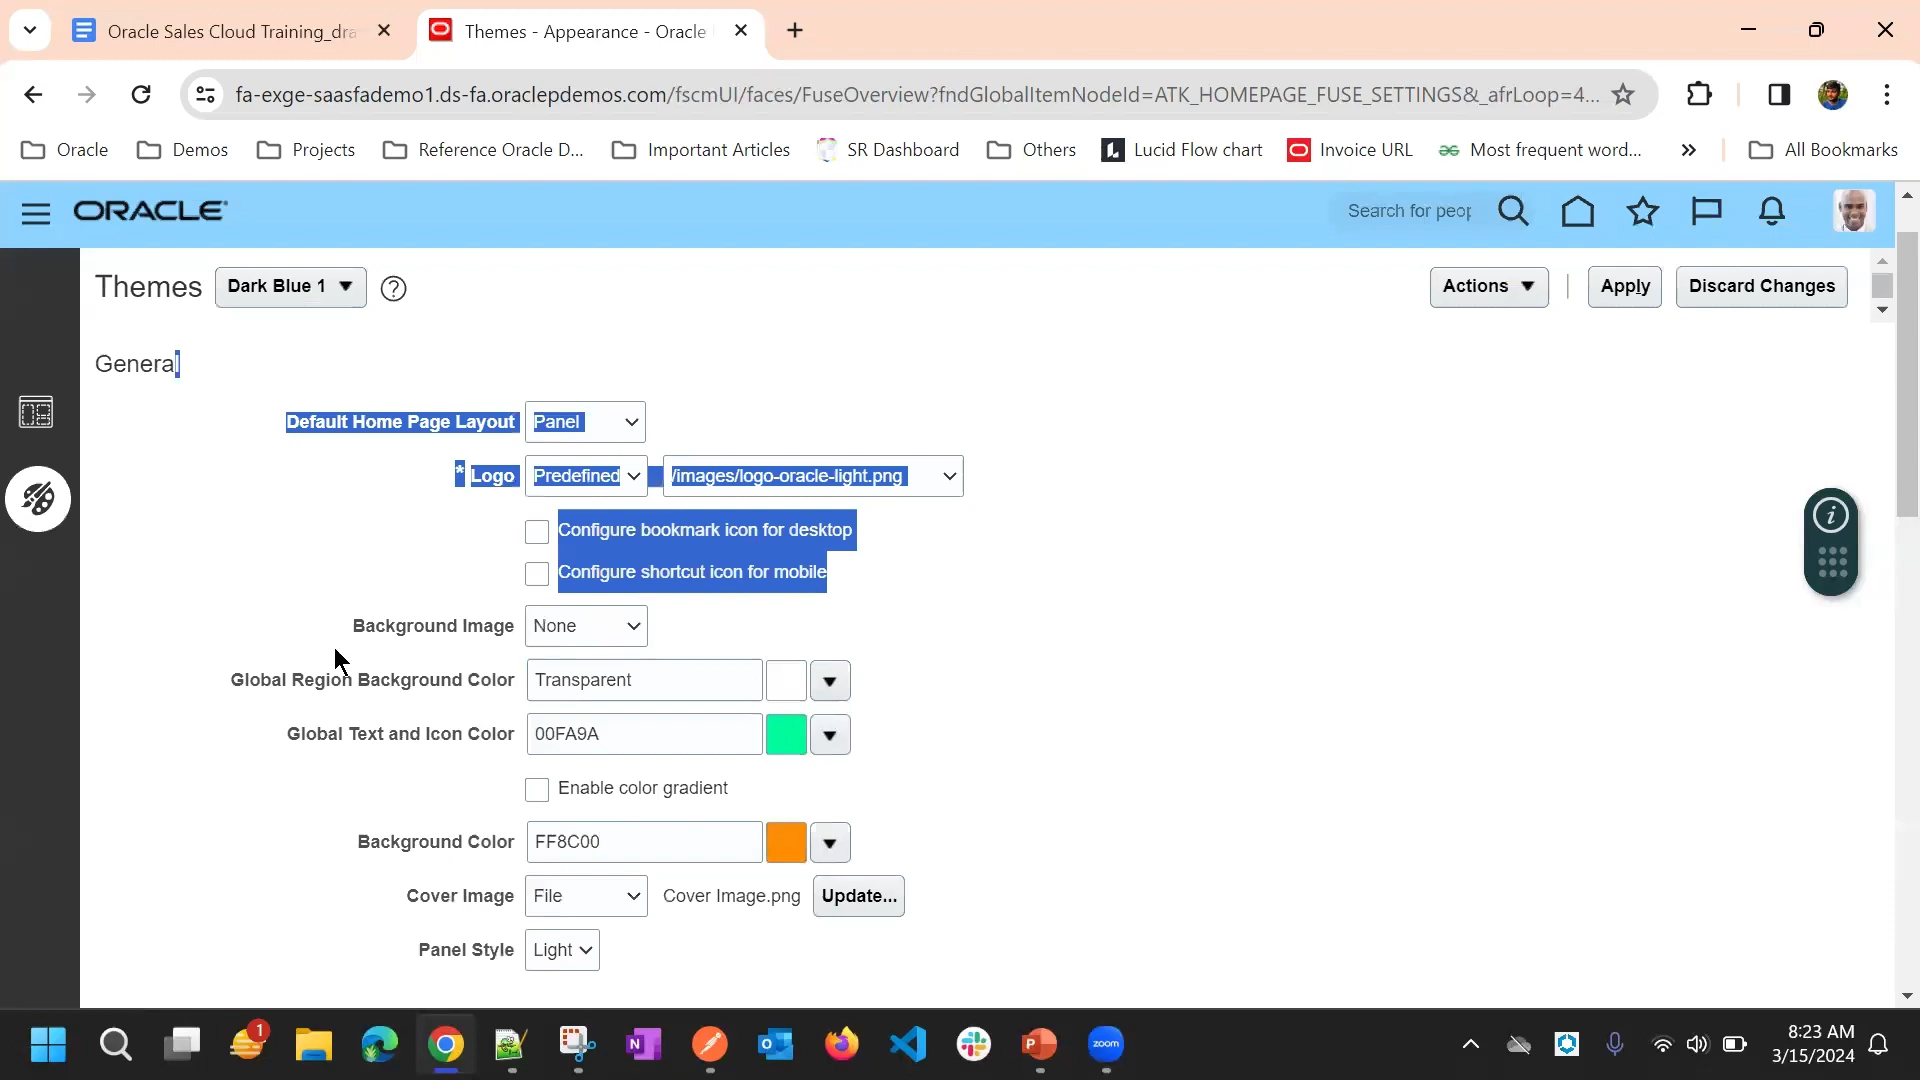 Oracle Sales Cloud Training_dra
Themes - Appearance - Oracle
fa-exge-saasfademo1.ds-fa.oraclepdemos.com/fscmUI/faces/FuseOverview?fndGlobalItemNodeId=ATK_HOMEPAGE_FUSE_SETTINGS&_afrLoop=4...
Oracle
Demos
Projects
Reference Oracle D...
Important Articles
SR Dashboard
Others
Lucid Flow chart
Invoice URL
Most frequent word...
All Bookmarks
ORACLE
Search for peop
Themes
Dark Blue 1
Actions
Apply
Discard Changes
General
Default Home Page Layout Panel
* Logo Predefined /images/logo-oracle-light.png
Configure bookmark icon for desktop
Configure shortcut icon for mobile
Background Image None
Global Region Background Color Transparent
Global Text and Icon Color 00FA9A
Enable color gradient
Background Color FF8C00
Cover Image File Cover Image.png Update...
Panel Style Light
1
N
P
zoom
8:23 AM
3/15/2024